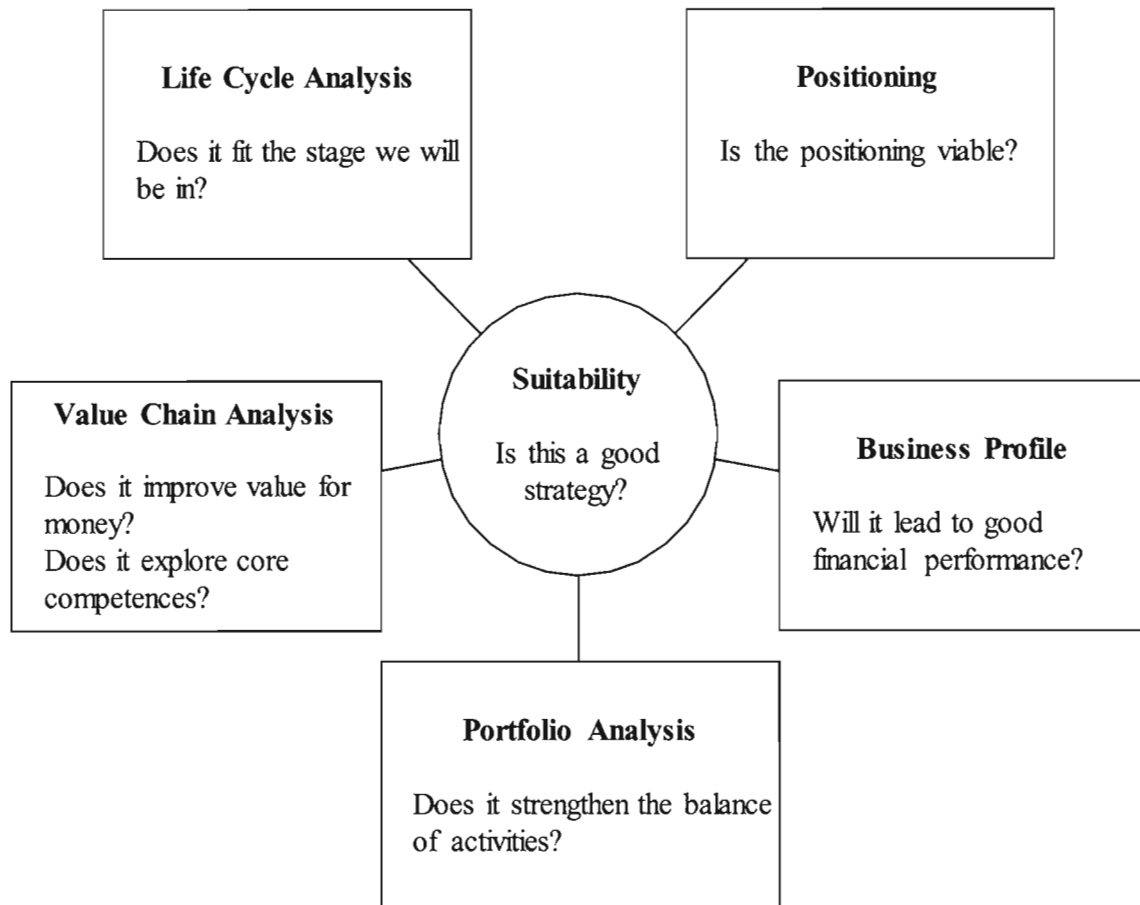 Life Cycle Analysis
Does it fit the stage we will
be in?
Positioning
Is the positioning viable?
Suitability
Is this a good
strategy?
Value Chain Analysis
Does it improve value for
money?
Does it explore core
competences?
Business Profile
Will it lead to good
financial performance?
Portfolio Analysis
Does it strengthen the balance
of activities?